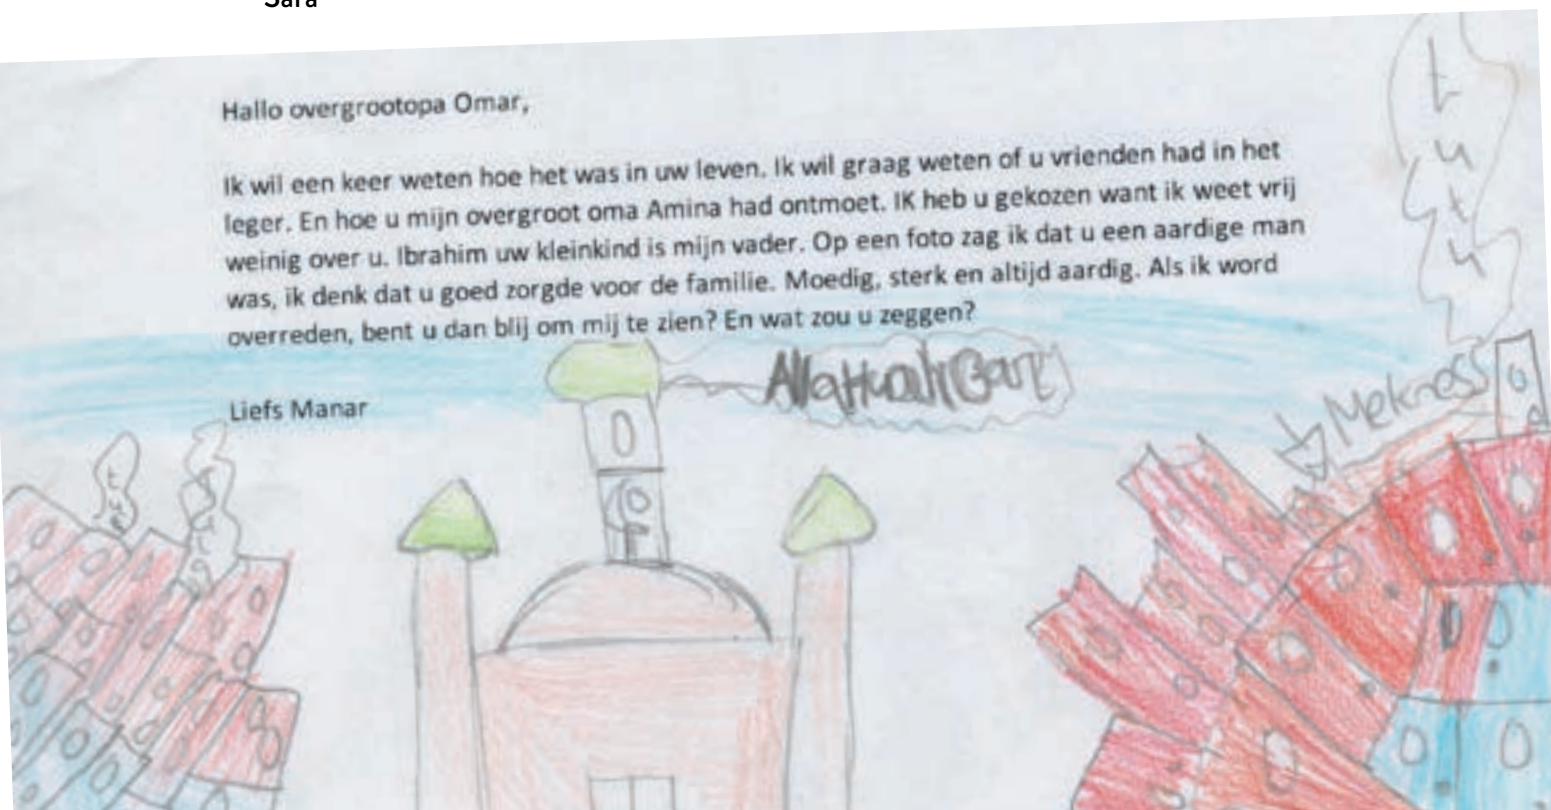 Sara
Hallo overgrootopa Omar,
Ik wil een keer weten hoe het was in uw leven. Ik wil graag weten of u vrienden had in het
leger. En hoe u mijn overgroot oma Amina had ontmoet. IK heb u gekozen want ik weet vrij
weinig over u. Ibrahim uw kleinkind is mijn vader. Op een foto zag ik dat u een aardige man
was, ik denk dat u goed zorgde voor de familie. Moedig, sterk en altijd aardig. Als ik word
overreden, bent u dan blij om mij te zien? En wat zou u zeggen?
Liefs Manar
Mekness
t
u
t
u